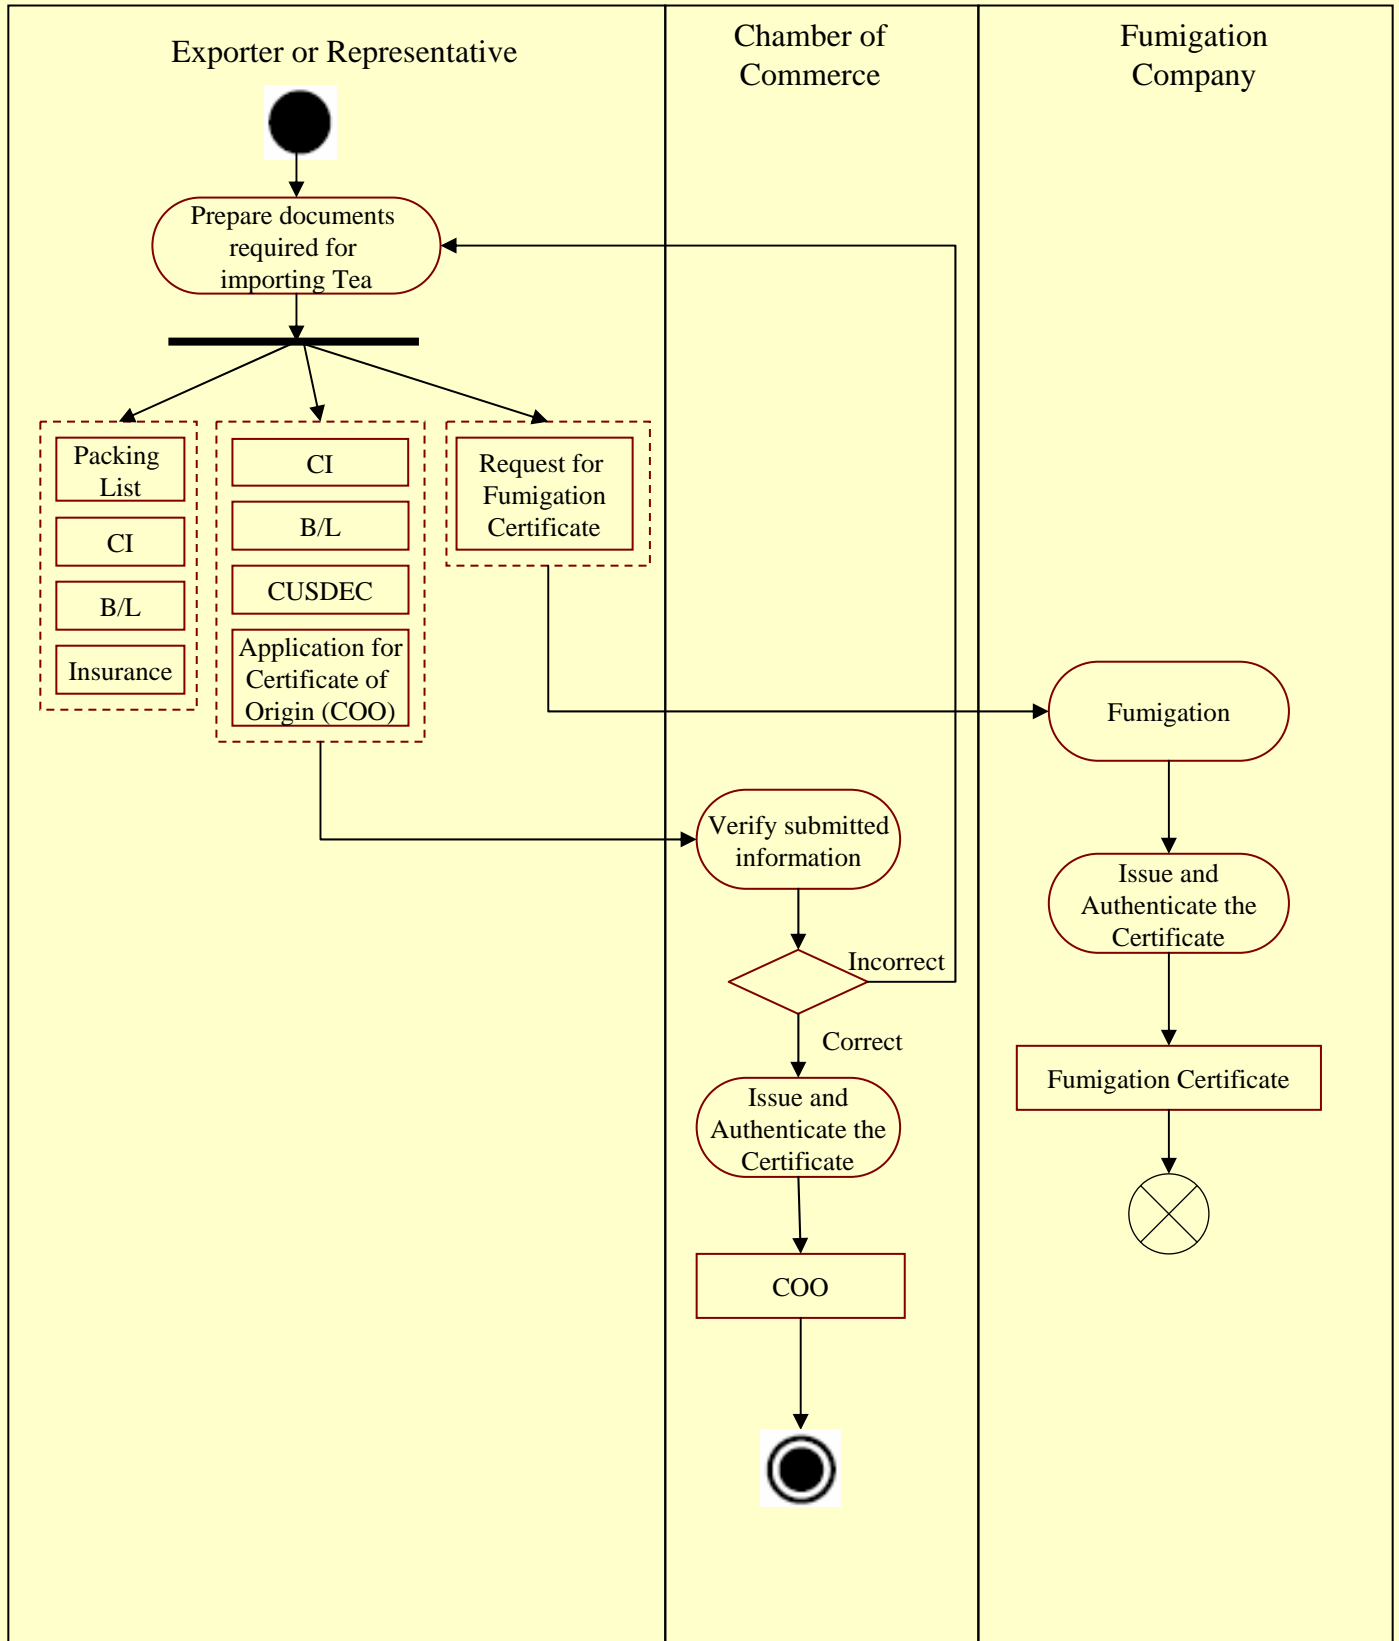 Exporter or Representative
Chamber of
Commerce
Fumigation
Company
Prepare documents
required for
importing Tea
Packing
List
CI
B/L
Insurance
CI
B/L
CUSDEC
Application for
Certificate of
Origin (COO)
Request for
Fumigation
Certificate
Fumigation
Verify submitted
information
Issue and
Authenticate the
Certificate
Incorrect
Correct
Fumigation Certificate
Issue and
Authenticate the
Certificate
COO